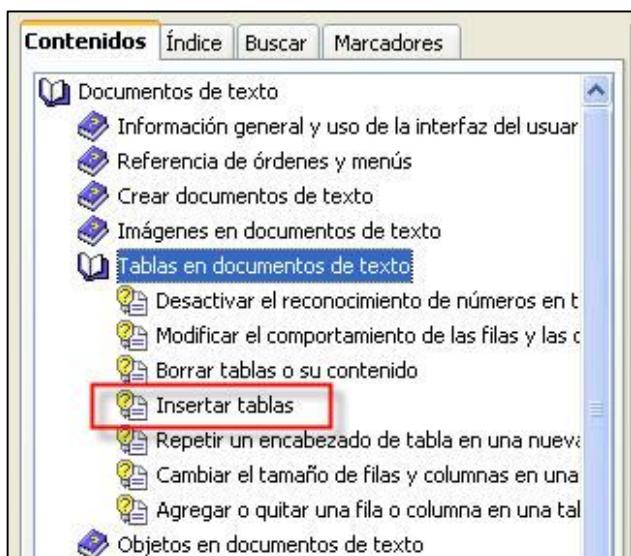 Contenidos Índice Buscar Marcadores
Documentos de texto
Información general y uso de la interfaz del usuar
Referencia de órdenes y menús
Crear documentos de texto
Imágenes en documentos de texto
Tablas en documentos de texto
Desactivar el reconocimiento de números en t
Modificar el comportamiento de las filas y las c
Borrar tablas o su contenido
Insertar tablas
Repetir un encabezado de tabla en una nueva
Cambiar el tamaño de filas y columnas en una
Agregar o quitar una fila o columna en una tal
Objetos en documentos de texto